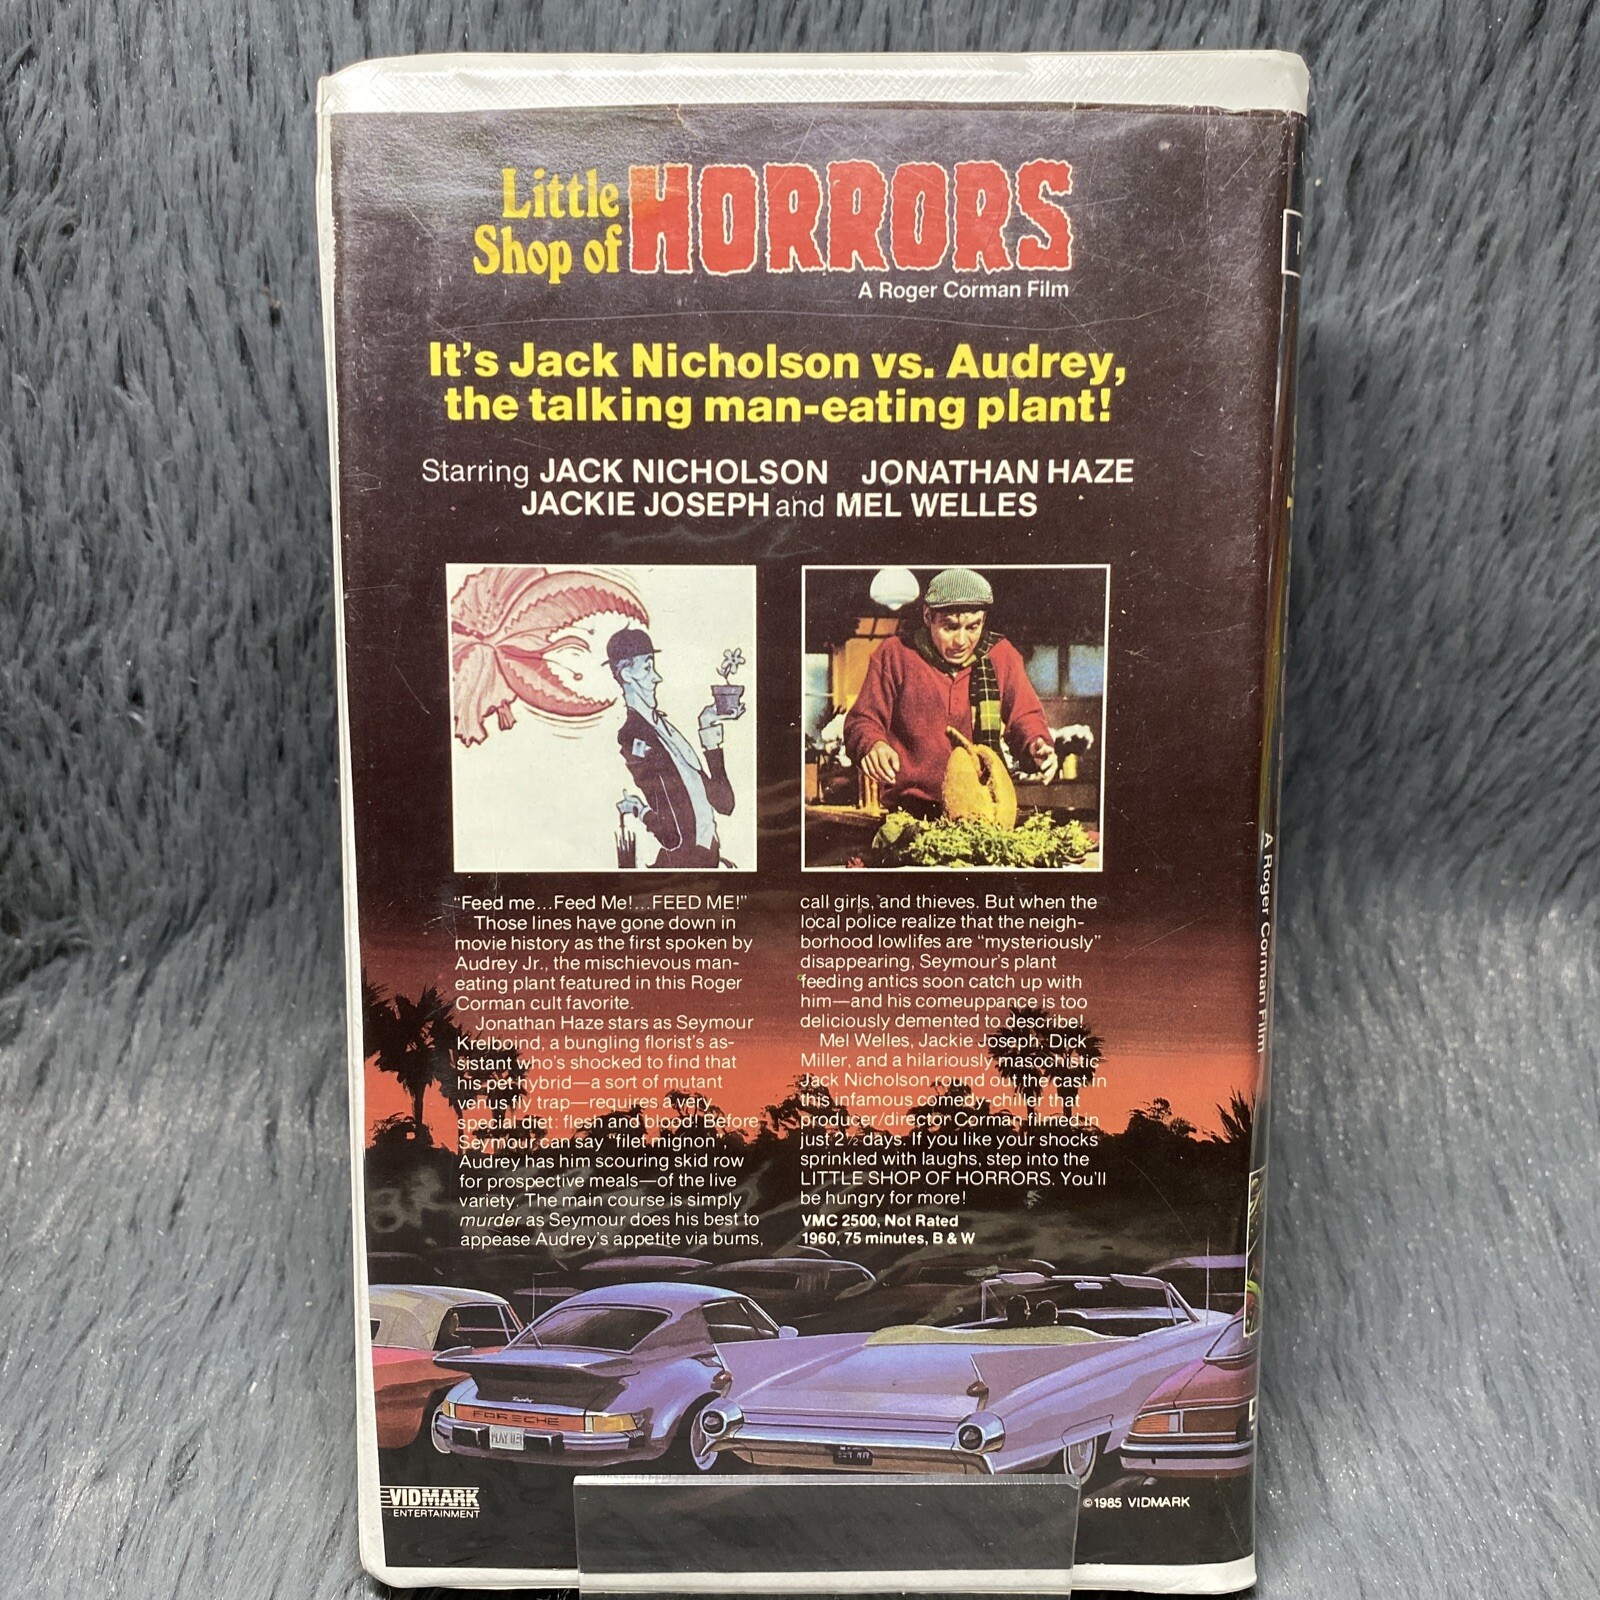 Little
Shop of HORRORS
A Roger Corman Film
It's Jack Nicholson vs. Audrey,
the talking man-eating plant!
Starring JACK NICHOLSON JONATHAN HAZE
JACKIE JOSEPH and MEL WELLES
"Feed me...Feed Me!...FEED ME!"
Those lines have gone down in
movie history as the first spoken by
Audrey Jr., the mischievous man-
eating plant featured in this Roger
Corman cult favorite.
Jonathan Haze stars as Seymour
Krelboind, a bungling florist's as-
sistant who's shocked to find that
his pet hybrid—a sort of mutant
venus fly trap—requires a very
special diet: flesh and blood! Before
Seymour can say "filet mignon",
Audrey has him scouring skid row
for prospective meals—of the live
variety. The main course is simply
murder as Seymour does his best to
appease Audrey's appetite via bums,
call girls, and thieves. But when the
local police realize that the neigh-
borhood lowlifes are "mysteriously"
disappearing, Seymour's plant
feeding antics soon catch up with
him—and his comeuppance is too
deliciously demented to describe!
Mel Welles, Jackie Joseph, Dick
Miller, and a hilariously masochistic
Jack Nicholson round out the cast in
this infamous comedy-chiller that
producer/director Corman filmed in
just 2½ days. If you like your shocks
sprinkled with laughs, step into the
LITTLE SHOP OF HORRORS. You'll
be hungry for more!
VMC 2500, Not Rated
1960, 75 minutes, B & W
A Roger Corman Film
PORSCHE
VIDMARK
ENTERTAINMENT
©1985 VIDMARK